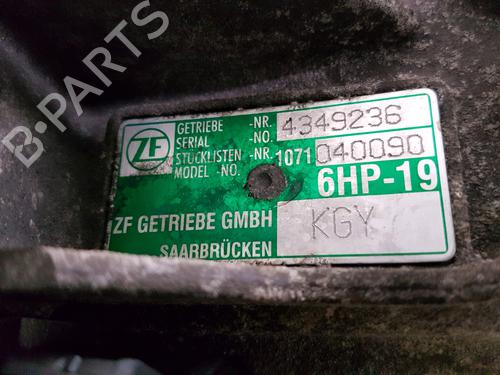 B-PARTS
ZF
GETRIEBE -NR. 4349236
SERIAL -NO.
STÜCKLISTEN -NR. 1071 040090
MODEL -NO.
6HP-19
ZF GETRIEBE GMBH KGY
SAARBRÜCKEN